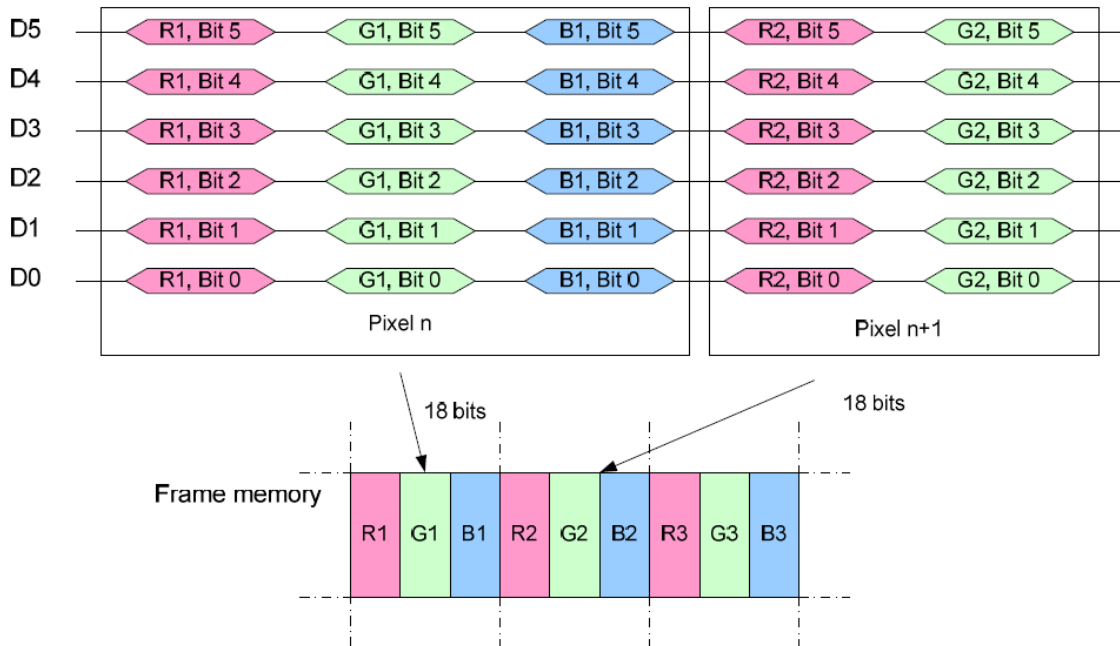 D5 R1, Bit 5 G1, Bit 5 B1, Bit 5 R2, Bit 5 G2, Bit 5
D4 R1, Bit 4 G1, Bit 4 B1, Bit 4 R2, Bit 4 G2, Bit 4
D3 R1, Bit 3 G1, Bit 3 B1, Bit 3 R2, Bit 3 G2, Bit 3
D2 R1, Bit 2 G1, Bit 2 B1, Bit 2 R2, Bit 2 G2, Bit 2
D1 R1, Bit 1 G1, Bit 1 B1, Bit 1 R2, Bit 1 G2, Bit 1
D0 R1, Bit 0 G1, Bit 0 B1, Bit 0 R2, Bit 0 G2, Bit 0
Pixel n Pixel n+1
18 bits 18 bits
Frame memory
R1 G1 B1 R2 G2 B2 R3 G3 B3